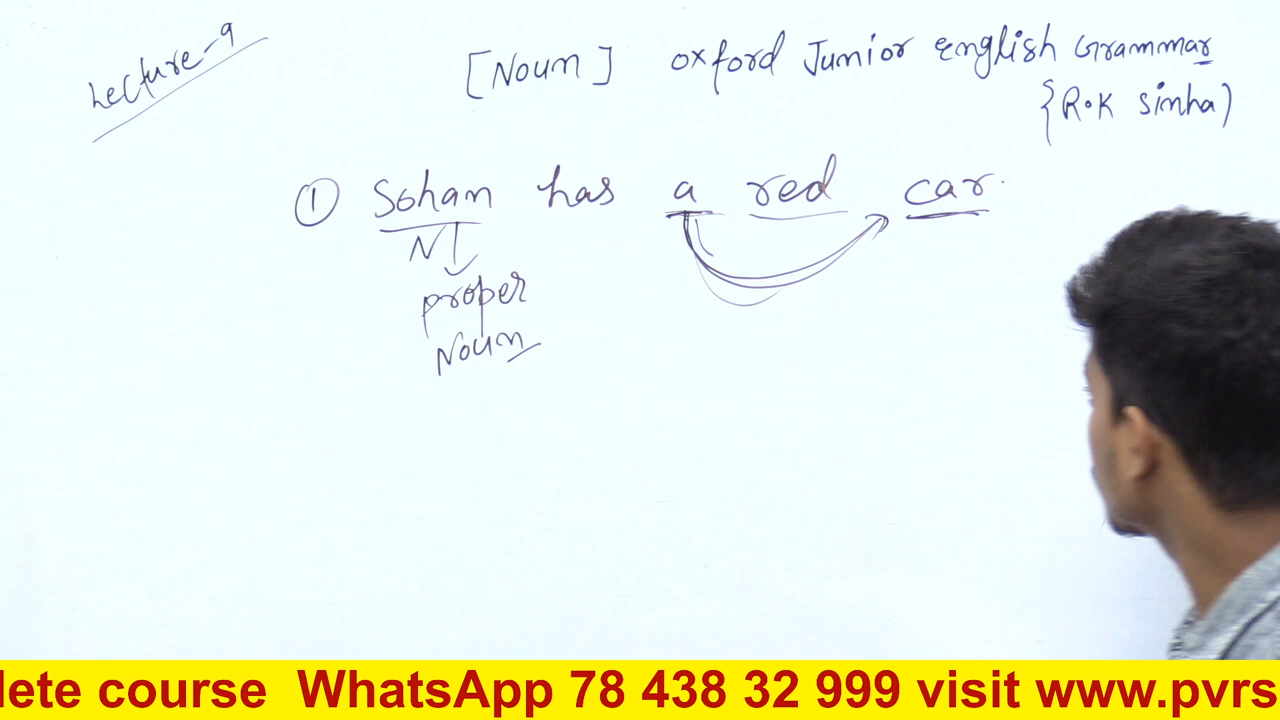 Lecture-9
[Noun] Oxford Junior English Grammar
{R.K Sinha)
① Sohan has a red car.
N
proper
Noun
lete course WhatsApp 78 438 32 999 visit www.pvrs